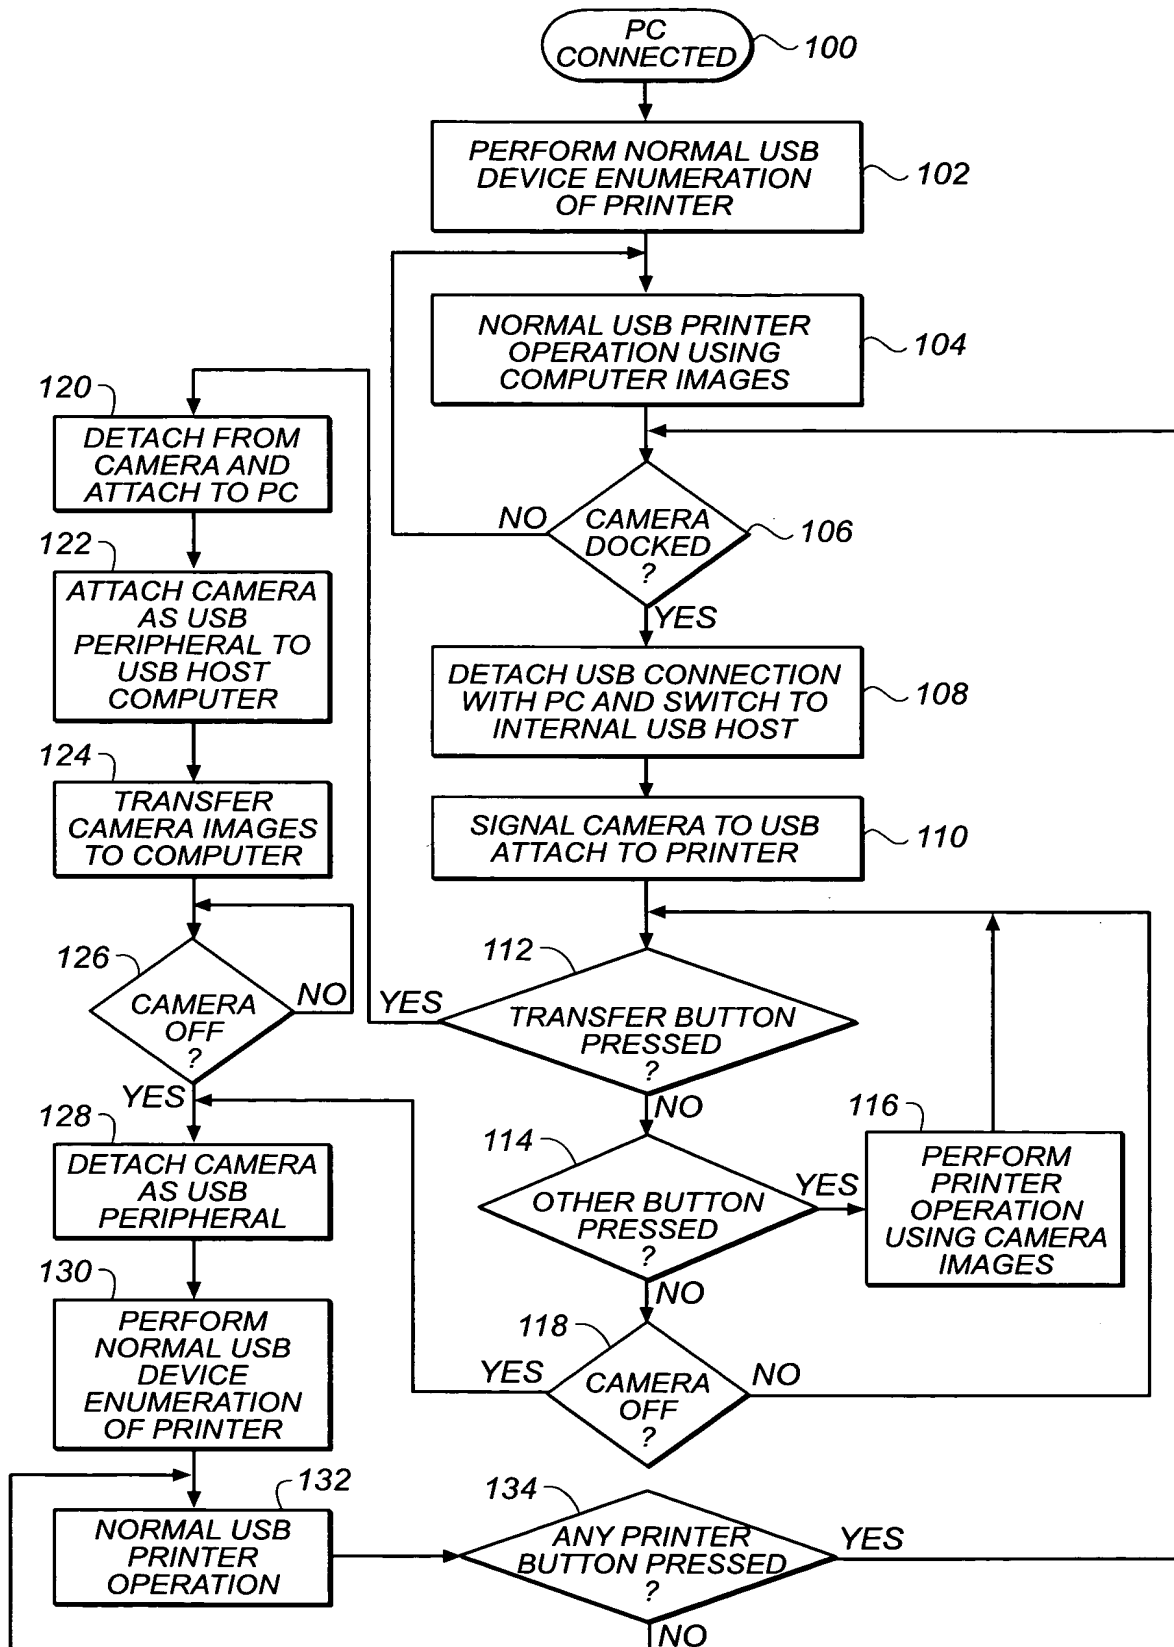 PC
CONNECTED
100
PERFORM NORMAL USB
DEVICE ENUMERATION
OF PRINTER
102
NORMAL USB PRINTER
OPERATION USING
COMPUTER IMAGES
104
CAMERA
DOCKED
?
106
NO
YES
DETACH USB CONNECTION
WITH PC AND SWITCH TO
INTERNAL USB HOST
108
SIGNAL CAMERA TO USB
ATTACH TO PRINTER
110
112
TRANSFER BUTTON
PRESSED
?
YES
NO
114
OTHER BUTTON
PRESSED
?
YES
NO
116
PERFORM
PRINTER
OPERATION
USING CAMERA
IMAGES
118
CAMERA
OFF
?
YES
NO
120
DETACH FROM
CAMERA AND
ATTACH TO PC
122
ATTACH CAMERA
AS USB
PERIPHERAL TO
USB HOST
COMPUTER
124
TRANSFER
CAMERA IMAGES
TO COMPUTER
126
CAMERA
OFF
?
NO
YES
128
DETACH CAMERA
AS USB
PERIPHERAL
130
PERFORM
NORMAL USB
DEVICE
ENUMERATION
OF PRINTER
132
NORMAL USB
PRINTER
OPERATION
134
ANY PRINTER
BUTTON PRESSED
?
YES
NO